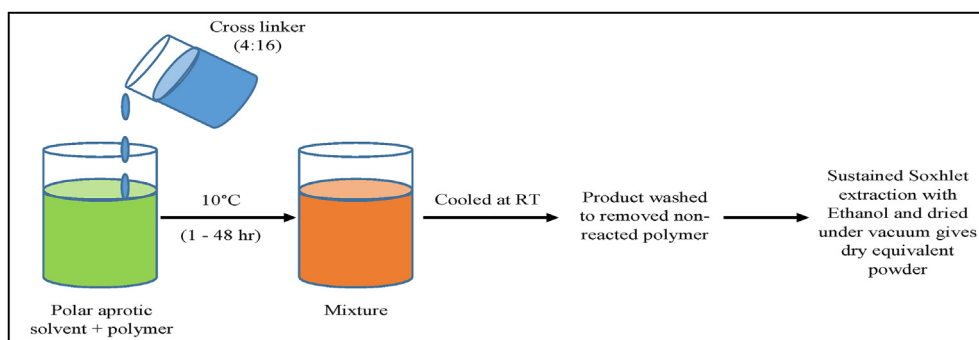 Cross linker
(4:16)
10°C
(1 - 48 hr)
Polar aprotic
solvent + polymer
Mixture
Cooled at RT
Product washed
to removed non-
reacted polymer
Sustained Soxhlet
extraction with
Ethanol and dried
under vacuum gives
dry equivalent
powder